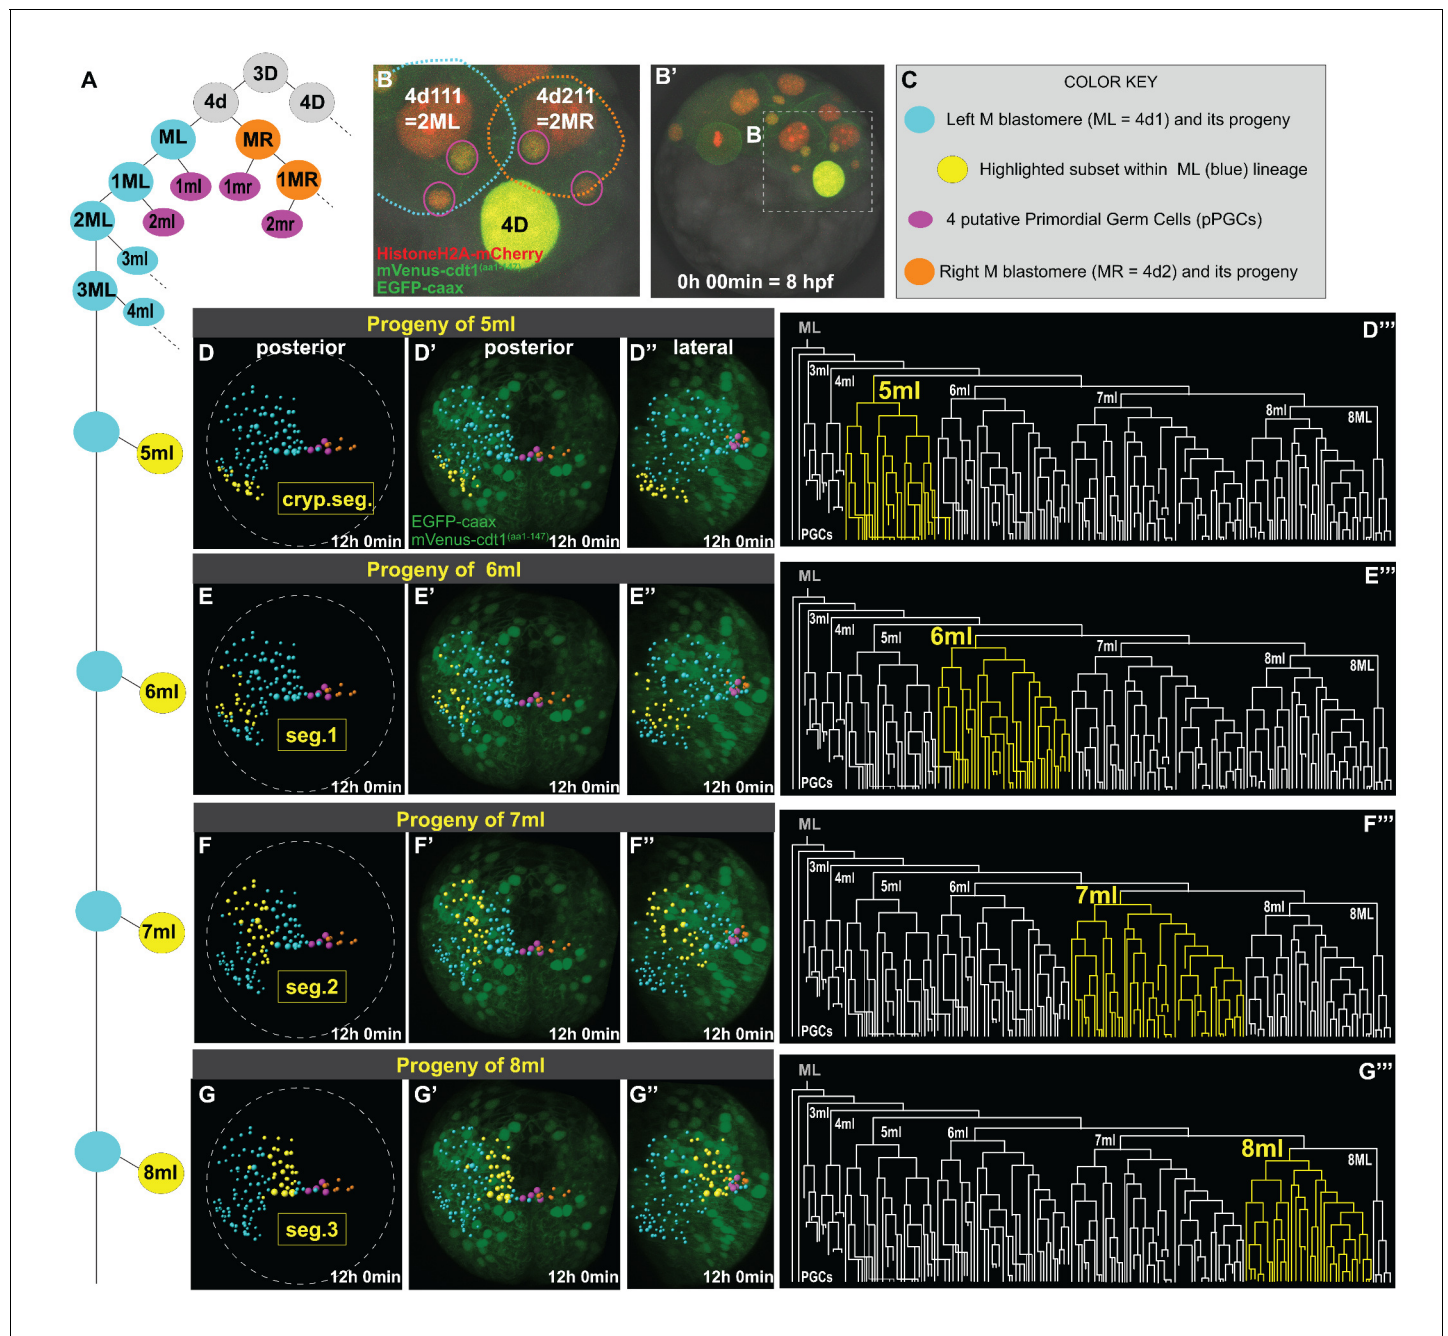 A
3D
4d
4D
ML
MR
1ML
1ml
1mr
1MR
2ML
2ml
2mr
3ml
3ML
4ml
5ml
6ml
7ml
8ml
B
4d111
=2ML
4d211
=2MR
4D
HistoneH2A-mCherry
mVenus-cdt1(aa1-147)
EGFP-caax
B'
B
0h 00min = 8 hpf
C
COLOR KEY
Left M blastomere (ML = 4d1) and its progeny
Highlighted subset within ML (blue) lineage
4 putative Primordial Germ Cells (pPGCs)
Right M blastomere (MR = 4d2) and its progeny
Progeny of 5ml
D
posterior
cryp.seg.
12h 0min
D'
posterior
EGFP-caax
mVenus-cdt1(aa1-147)
12h 0min
D''
lateral
12h 0min
D'''
ML
3ml
4ml
5ml
6ml
7ml
8ml
8ML
PGCs
Progeny of 6ml
E
seg.1
12h 0min
E'
12h 0min
E''
12h 0min
E'''
ML
3ml
4ml
5ml
6ml
7ml
8ml
8ML
PGCs
Progeny of 7ml
F
seg.2
12h 0min
F'
12h 0min
F''
12h 0min
F'''
ML
3ml
4ml
5ml
6ml
7ml
8ml
8ML
PGCs
Progeny of 8ml
G
seg.3
12h 0min
G'
12h 0min
G''
12h 0min
G'''
ML
3ml
4ml
5ml
6ml
7ml
8ml
8ML
PGCs